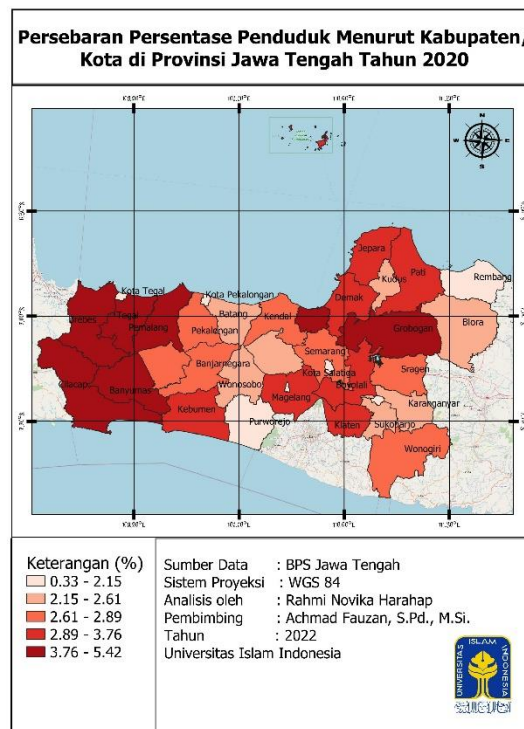 Persebaran Persentase Penduduk Menurut Kabupaten,
Kota di Provinsi Jawa Tengah Tahun 2020
N
Jepara
Pati
Kudus
Rembang
Kota Tegal
Kota Pekalongan
Demak
Brebes
Tegal
Batang
Kendal
Blora
Pemalang
Grobogan
Pekalongan
Semarang
Banjarnegara
Sragen
Cilacap
Banyumas
Wonosobo
Kota Salatiga
Boyolali
Kebumen
Magelang
Karanganyar
Purworejo
Klaten
Sukoharjo
Wonogiri
Keterangan (%)
0.33 - 2.15
2.15 - 2.61
2.61 - 2.89
2.89 - 3.76
3.76 - 5.42
Sumber Data : BPS Jawa Tengah
Sistem Proyeksi : WGS 84
Analisis oleh : Rahmi Novika Harahap
Pembimbing : Achmad Fauzan, S.Pd., M.Si.
Tahun : 2022
Universitas Islam Indonesia
UNIVERSITAS ISLAM INDONESIA